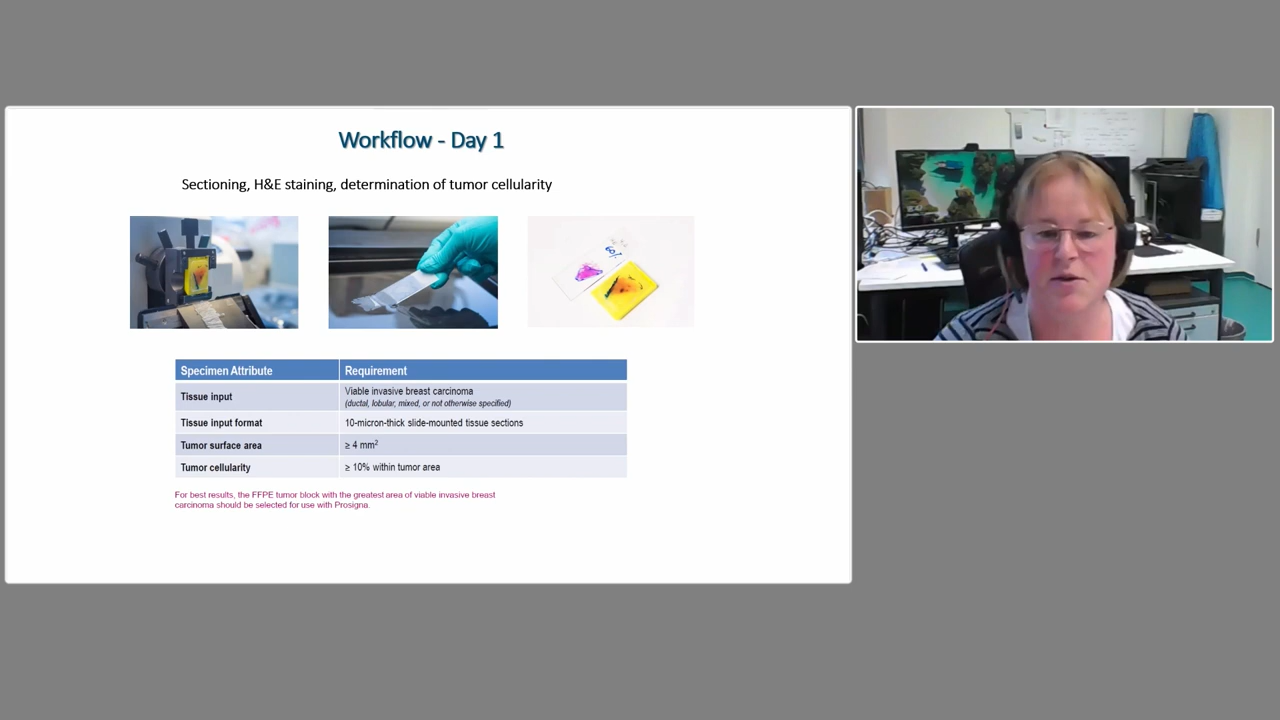 Workflow - Day 1
Sectioning, H&E staining, determination of tumor cellularity
60%
Specimen Attribute Requirement
Tissue input Viable invasive breast carcinoma
(ductal, lobular, mixed, or not otherwise specified)
Tissue input format 10-micron-thick slide-mounted tissue sections
Tumor surface area ≥ 4 mm²
Tumor cellularity ≥ 10% within tumor area
For best results, the FFPE tumor block with the greatest area of viable invasive breast
carcinoma should be selected for use with Prosigna.